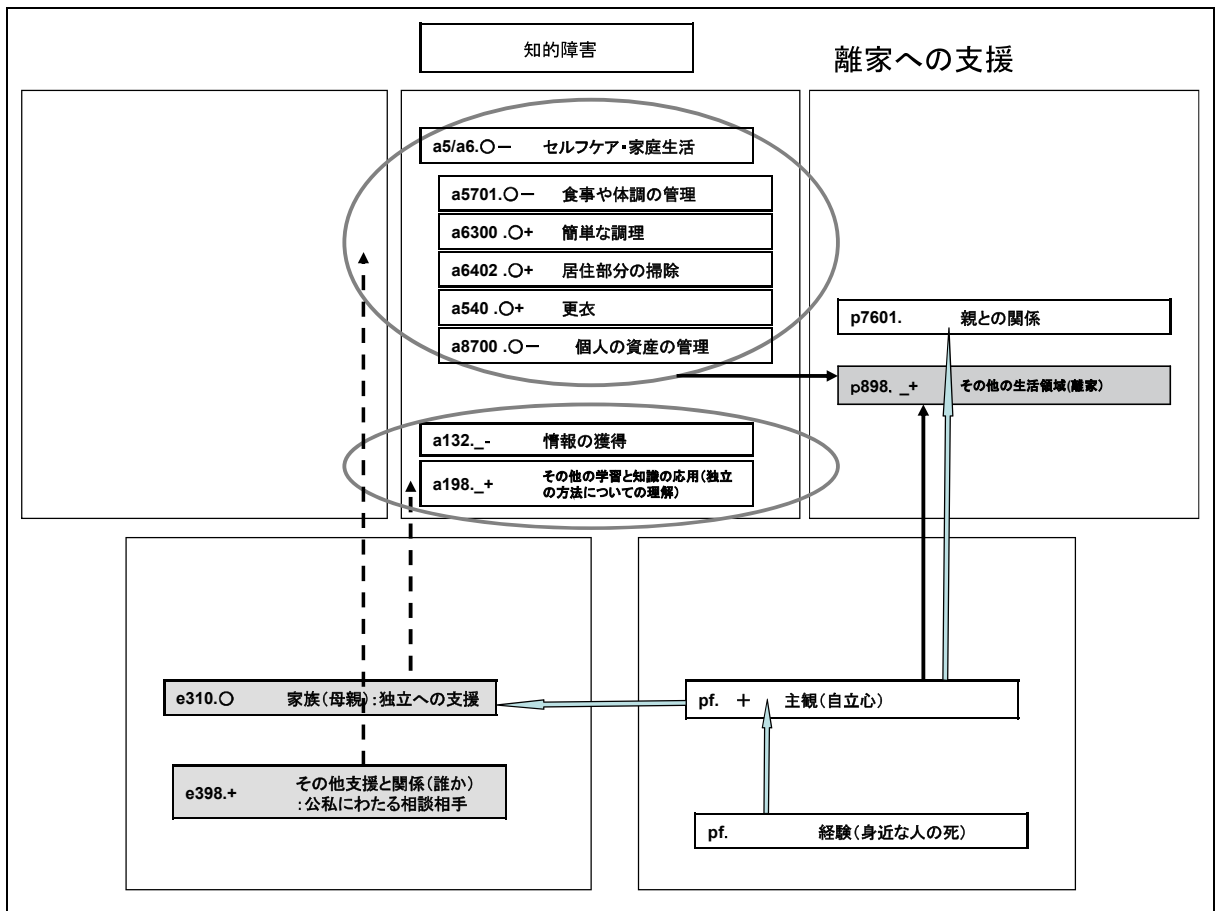 知的障害
離家への支援
a5/a6.〇－ セルフケア・家庭生活
a5701.〇－ 食事や体調の管理
a6300 .〇+ 簡単な調理
a6402 .〇+ 居住部分の掃除
a540 .〇+ 更衣
a8700 .〇－ 個人の資産の管理
p7601. 親との関係
p898. _+ その他の生活領域(離家)
a132._- 情報の獲得
a198._+ その他の学習と知識の応用(独立
の方法についての理解)
e310.〇 家族(母親):独立への支援
pf. ＋ 主観(自立心)
e398.+ その他支援と関係(誰か)
:公私にわたる相談相手
pf. 経験(身近な人の死)